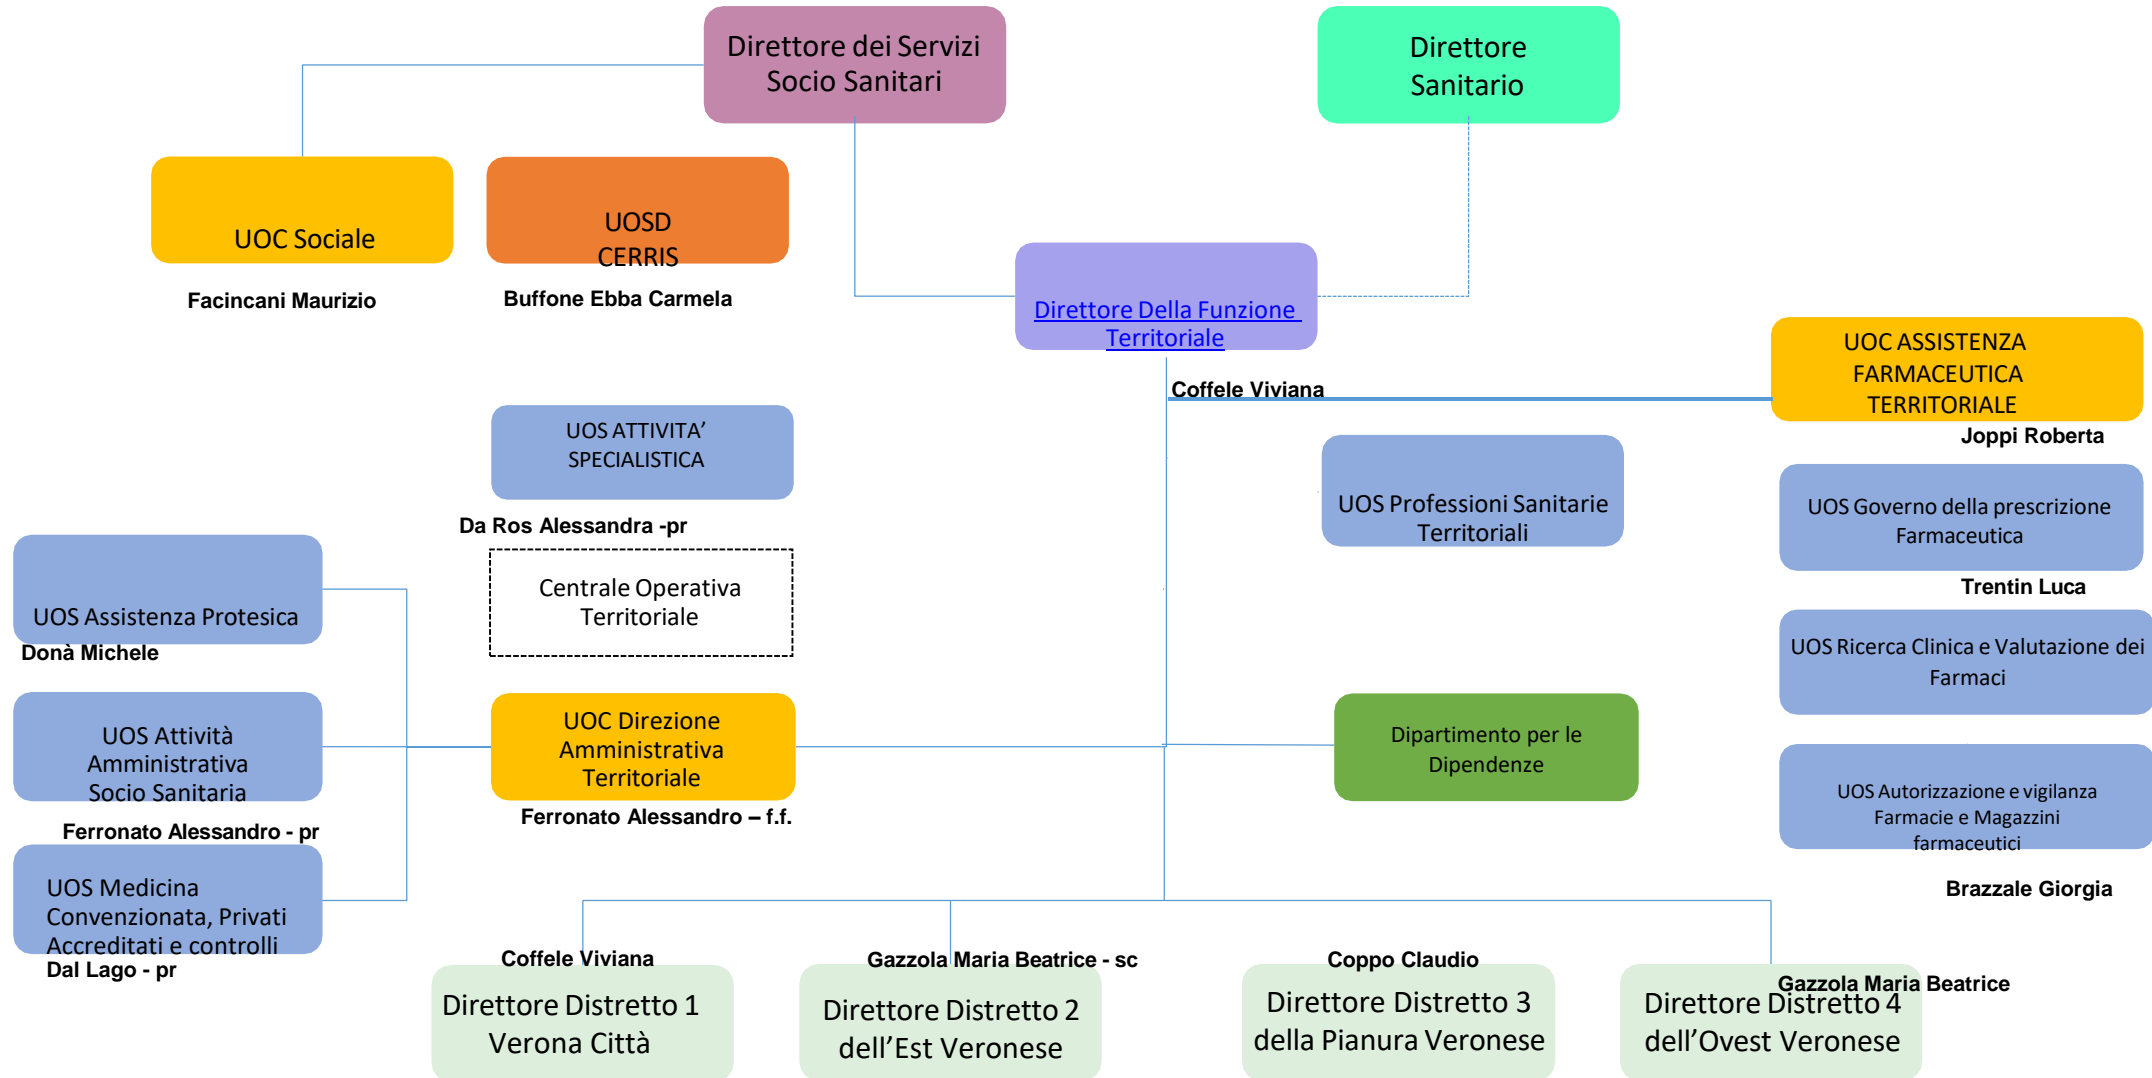 Direttore dei Servizi
Socio Sanitari
Direttore
Sanitario
UOC Sociale
Facincani Maurizio
UOSD
CERRIS
Buffone Ebba Carmela
Direttore Della Funzione
Territoriale
Coffele Viviana
UOC ASSISTENZA
FARMACEUTICA
TERRITORIALE
Joppi Roberta
UOS ATTIVITA’
SPECIALISTICA
Da Ros Alessandra -pr
Centrale Operativa
Territoriale
UOS Professioni Sanitarie
Territoriali
UOS Governo della prescrizione
Farmaceutica
Trentin Luca
UOS Assistenza Protesica
Donà Michele
UOS Ricerca Clinica e Valutazione dei
Farmaci
UOS Attività
Amministrativa
Socio Sanitaria
Ferronato Alessandro - pr
UOC Direzione
Amministrativa
Territoriale
Ferronato Alessandro – f.f.
Dipartimento per le
Dipendenze
UOS Autorizzazione e vigilanza
Farmacie e Magazzini
farmaceutici
Brazzale Giorgia
UOS Medicina
Convenzionata, Privati
Accreditati e controlli
Dal Lago - pr
Coffele Viviana
Direttore Distretto 1
Verona Città
Gazzola Maria Beatrice - sc
Direttore Distretto 2
dell’Est Veronese
Coppo Claudio
Direttore Distretto 3
della Pianura Veronese
Gazzola Maria Beatrice
Direttore Distretto 4
dell’Ovest Veronese